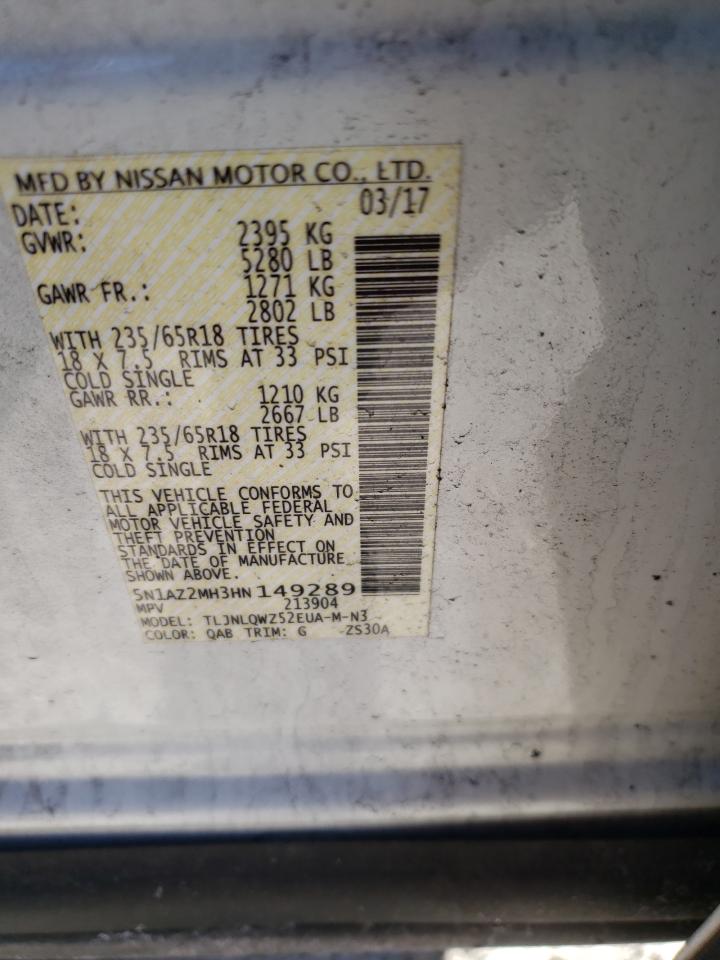 MFD BY NISSAN MOTOR CO., LTD.
DATE: 03/17
GVWR: 2395 KG
5280 LB
GAWR FR.: 1271 KG
2802 LB
WITH 235/65R18 TIRES
18 X 7.5 RIMS AT 33 PSI
COLD SINGLE
GAWR RR.: 1210 KG
2667 LB
WITH 235/65R18 TIRES
18 X 7.5 RIMS AT 33 PSI
COLD SINGLE
THIS VEHICLE CONFORMS TO
ALL APPLICABLE FEDERAL
MOTOR VEHICLE SAFETY AND
THEFT PREVENTION
STANDARDS IN EFFECT ON
THE DATE OF MANUFACTURE
SHOWN ABOVE.
5N1AZ2MH3HN149289
MPV 213904
MODEL: TLJNLQWZ52EUA-M-N3
COLOR: QAB TRIM: G -ZS30A